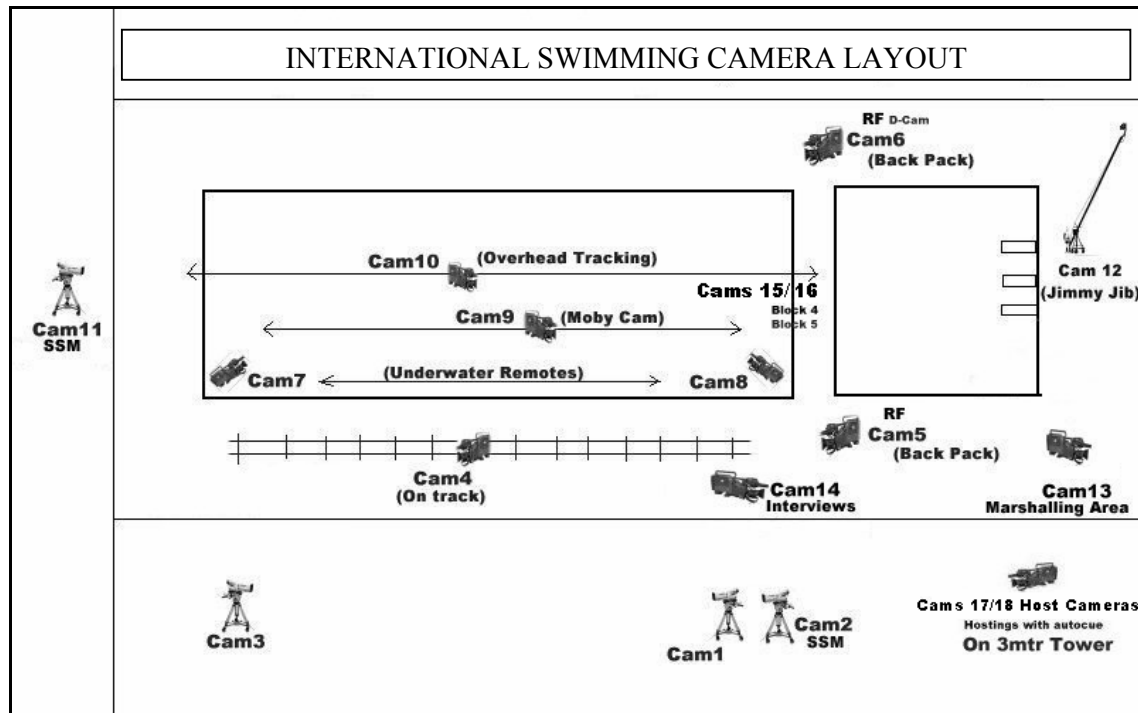 INTERNATIONAL SWIMMING CAMERA LAYOUT
RF D-Cam
Cam6
(Back Pack)
Cam10
(Overhead Tracking)
Cam 12
(Jimmy Jib)
Cams 15/16
Block 4
Block 5
Cam9
(Moby Cam)
Cam11
SSM
Cam7
(Underwater Remotes)
Cam8
RF
Cam5
(Back Pack)
Cam4
(On track)
Cam14
Interviews
Cam13
Marshalling Area
Cam3
Cam1
Cam2
SSM
Cams 17/18 Host Cameras
Hostings with autocue
On 3mtr Tower